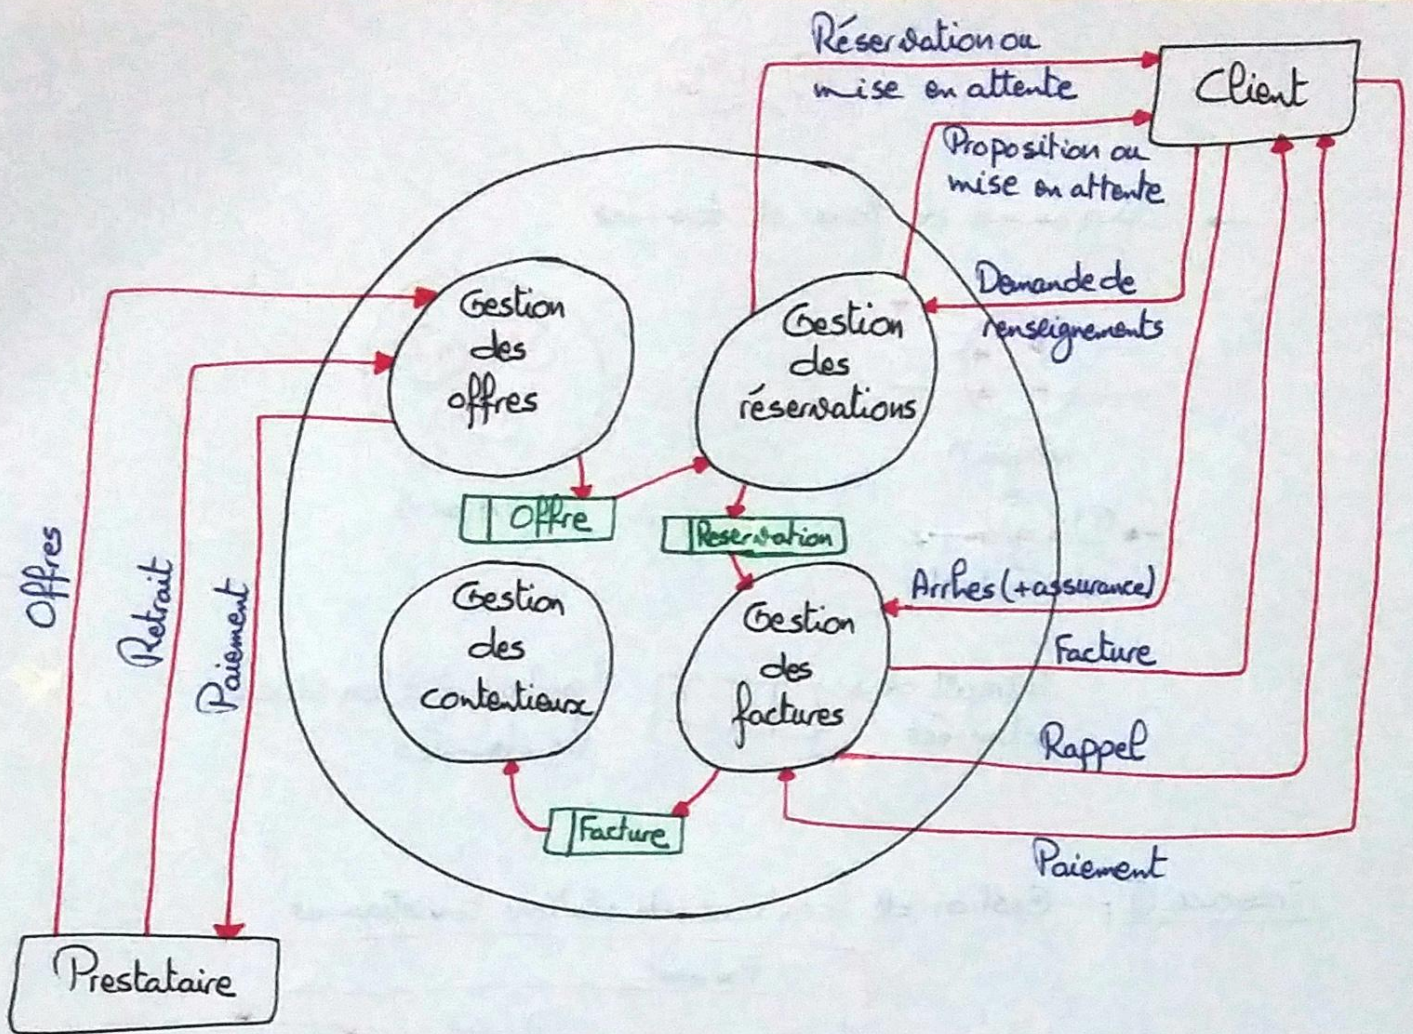 Réservation ou
mise en attente
Client
Proposition ou
mise en attente
Demande de
renseignements
Gestion
des
offres
Gestion
des
réservations
Offre
Reservation
Offres
Retrait
Paiement
Gestion
des
contentieux
Gestion
des
factures
Arrhes (+assurance)
Facture
Rappel
Facture
Paiement
Prestataire